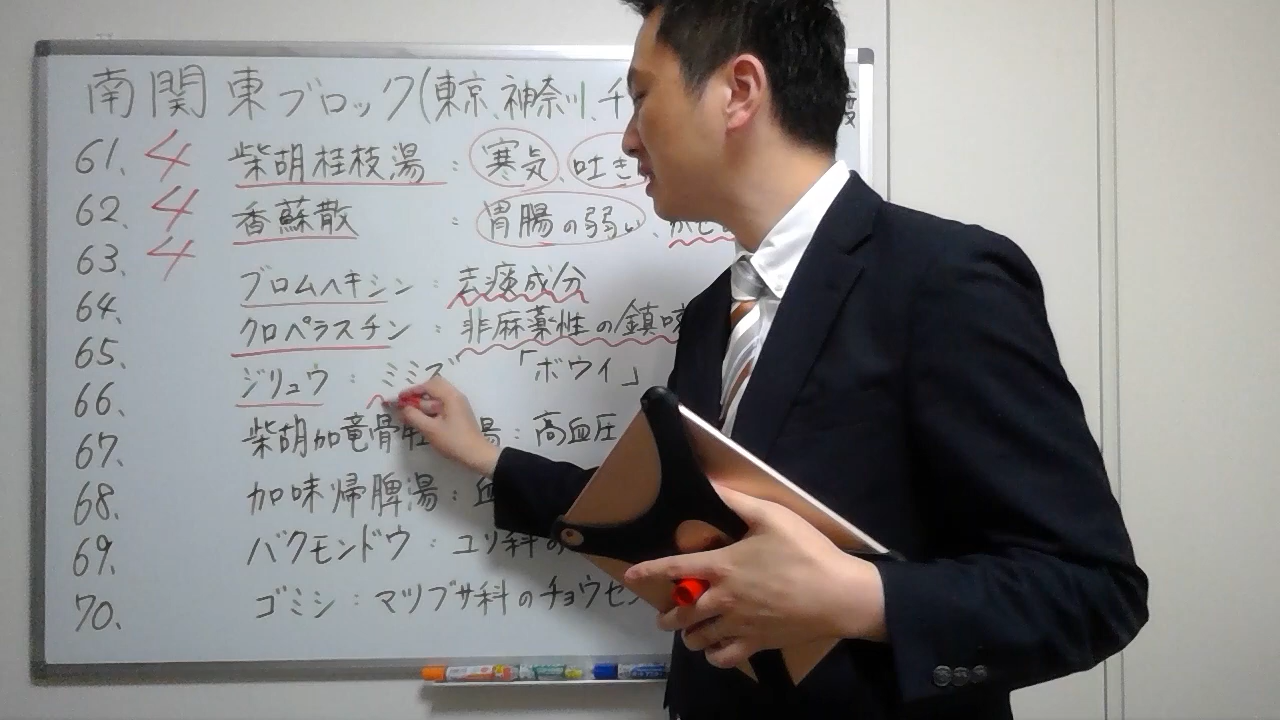 南関東ブロック(東京、神奈川、千
61、4 柴胡桂枝湯 : 寒気、吐き
62、4 香蘇散 : 胃腸の弱い、かぜ
63、4
ブロムヘキシン : 去痰成分
64、
クロペラスチン : 非麻薬性の鎮咳
65、
ジリュウ : ミミズ 「ボウイ」
66、
柴胡加竜骨牡 湯 : 高血圧
67、
加味帰脾湯 : 血
68、
バクモンドウ : ユリ科の
69、
ゴミシ : マツブサ科のチョウセン
70、